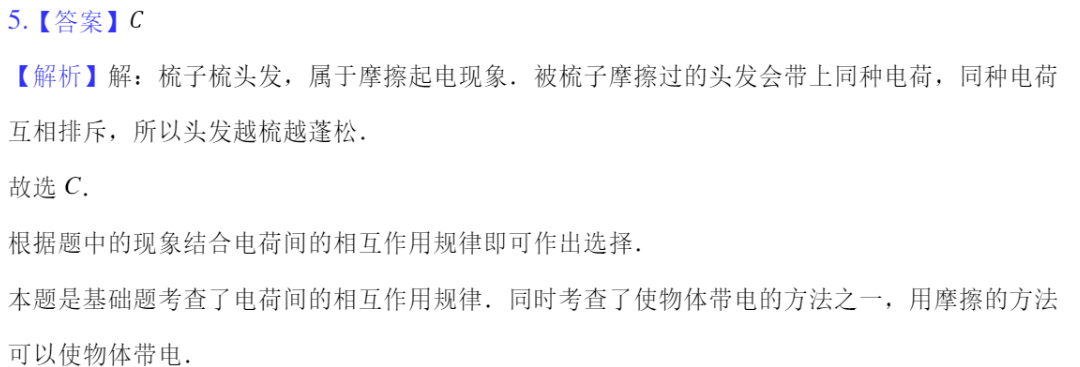 5.【答案】C
【解析】解：梳子梳头发，属于摩擦起电现象．被梳子摩擦过的头发会带上同种电荷，同种电荷
互相排斥，所以头发越梳越蓬松．
故选 C．
根据题中的现象结合电荷间的相互作用规律即可作出选择．
本题是基础题考查了电荷间的相互作用规律．同时考查了使物体带电的方法之一，用摩擦的方法
可以使物体带电．